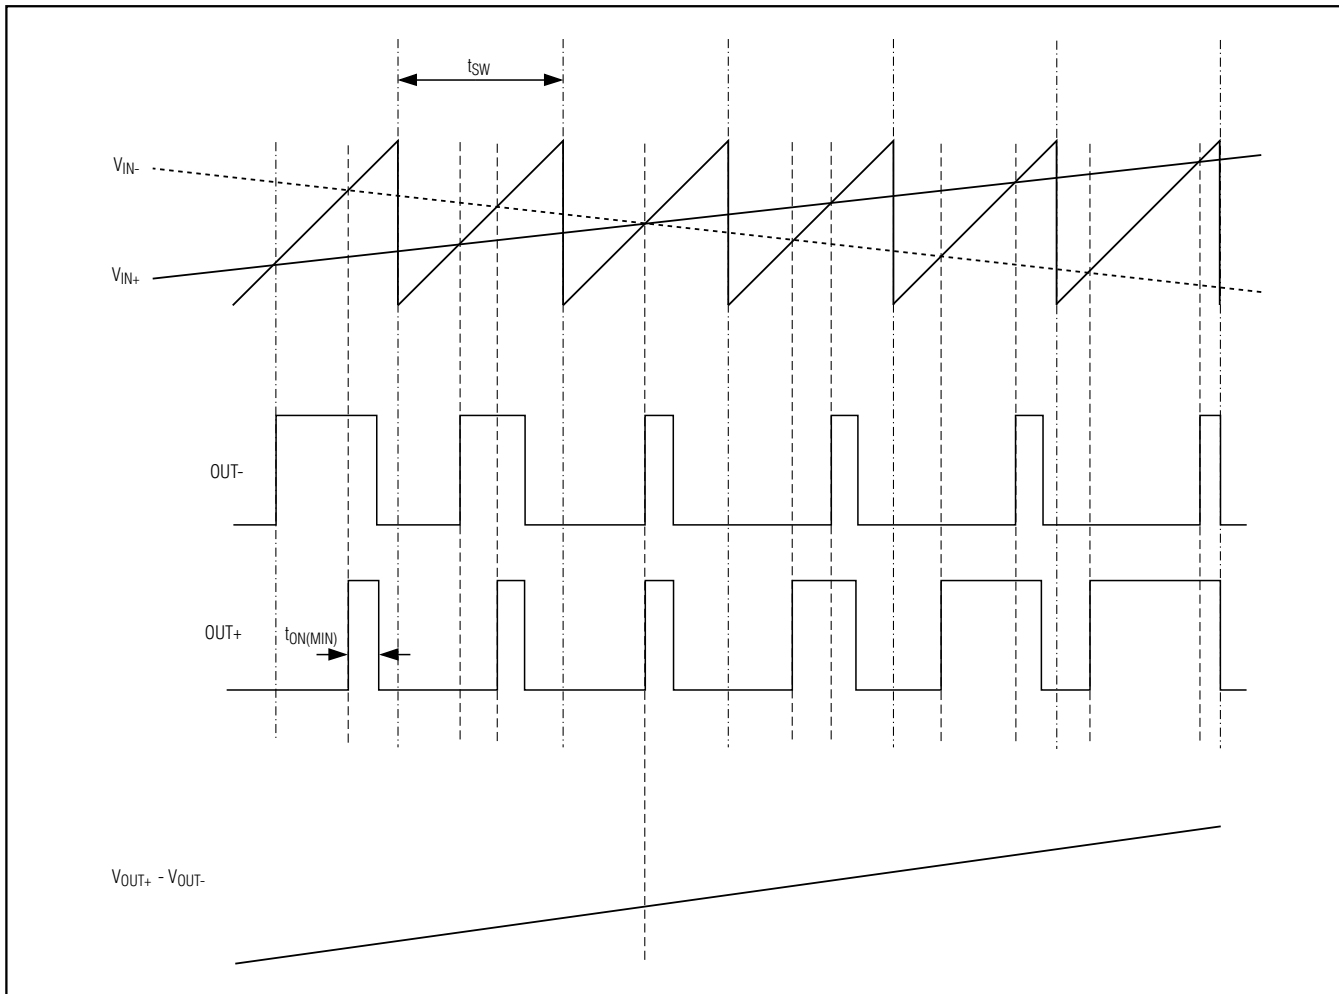 tSW
VIN-
VIN+
OUT-
OUT+
tON(MIN)
VOUT+ - VOUT-